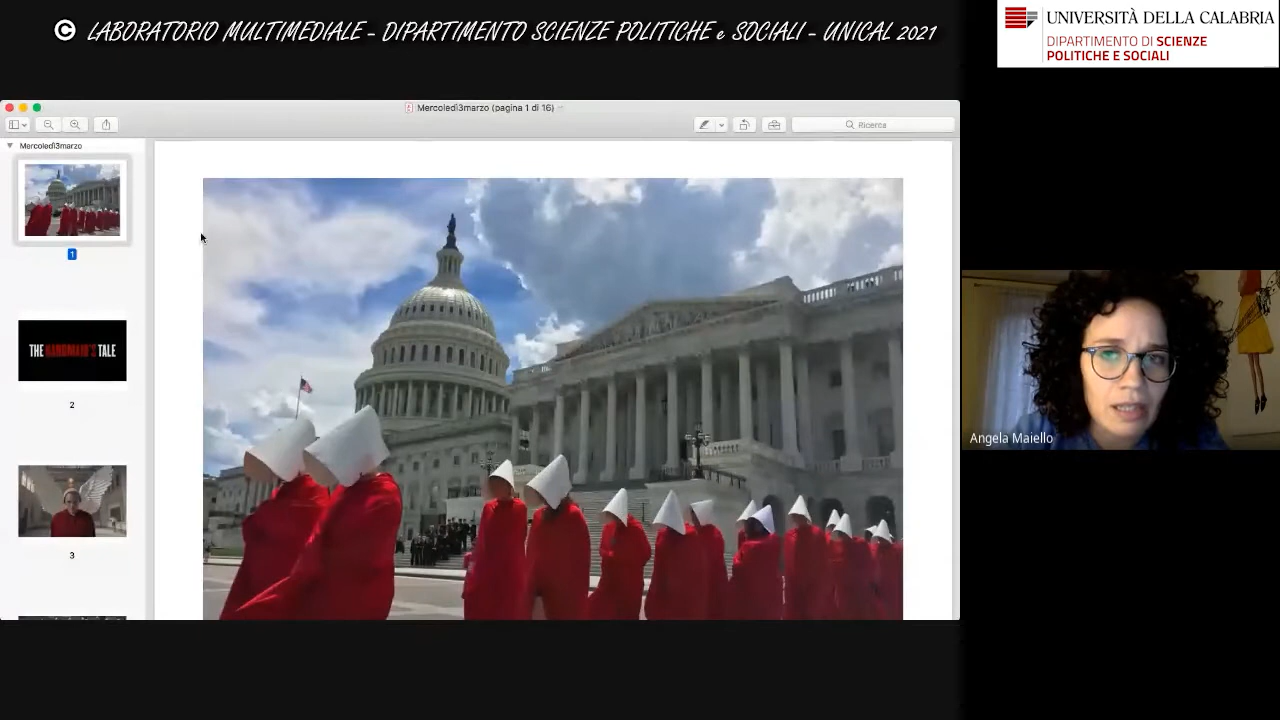 © LABORATORIO MULTIMEDIALE - DIPARTIMENTO SCIENZE POLITICHE e SOCIALI - UNICAL 2021
UNIVERSITÀ DELLA CALABRIA
DIPARTIMENTO DI SCIENZE
POLITICHE E SOCIALI
Mercoledì3marzo (pagina 1 di 16)
Ricerca
Mercoledì3marzo
1
THE HANDMAID'S TALE
2
3
Angela Maiello